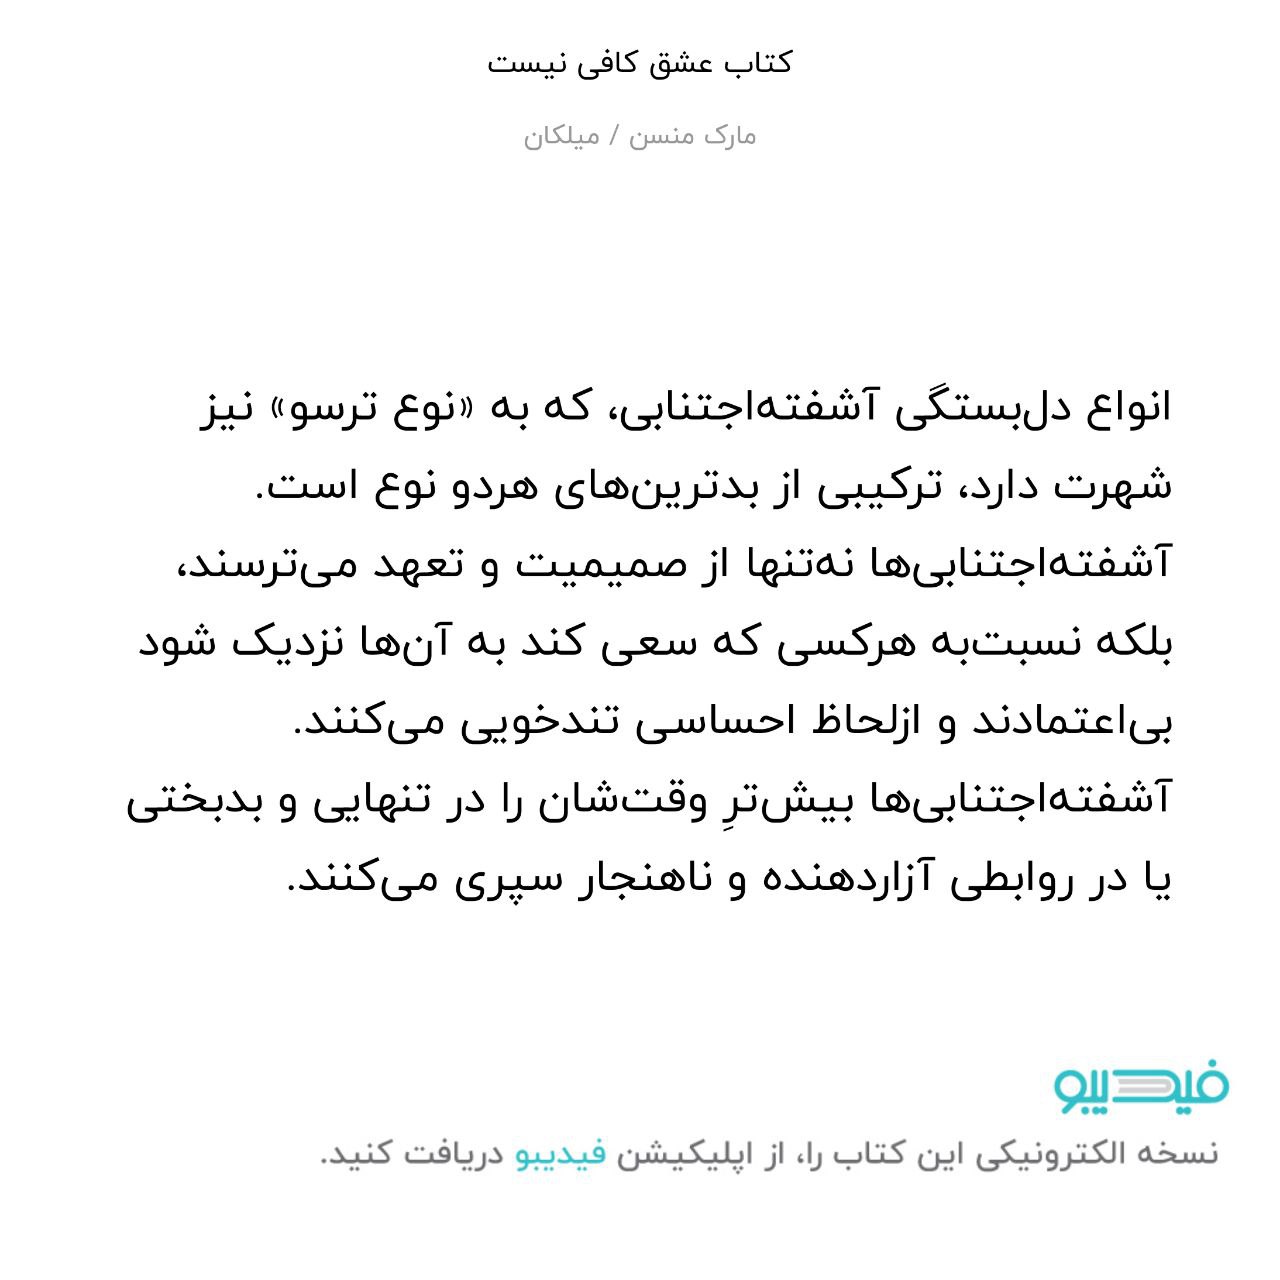 کتاب عشق کافی نیست
مارک منسن / میلکان
انواع دل‌بستگی آشفته‌اجتنابی، که به «نوع ترسو» نیز
شهرت دارد، ترکیبی از بدترین‌های هردو نوع است.
آشفته‌اجتنابی‌ها نه‌تنها از صمیمیت و تعهد می‌ترسند،
بلکه نسبت‌به هرکسی که سعی کند به آن‌ها نزدیک شود
بی‌اعتمادند و ازلحاظ احساسی تندخویی می‌کنند.
آشفته‌اجتنابی‌ها بیش‌ترِ وقت‌شان را در تنهایی و بدبختی
یا در روابطی آزاردهنده و ناهنجار سپری می‌کنند.
فیدیبو
نسخه الکترونیکی این کتاب را، از اپلیکیشن فیدیبو دریافت کنید.